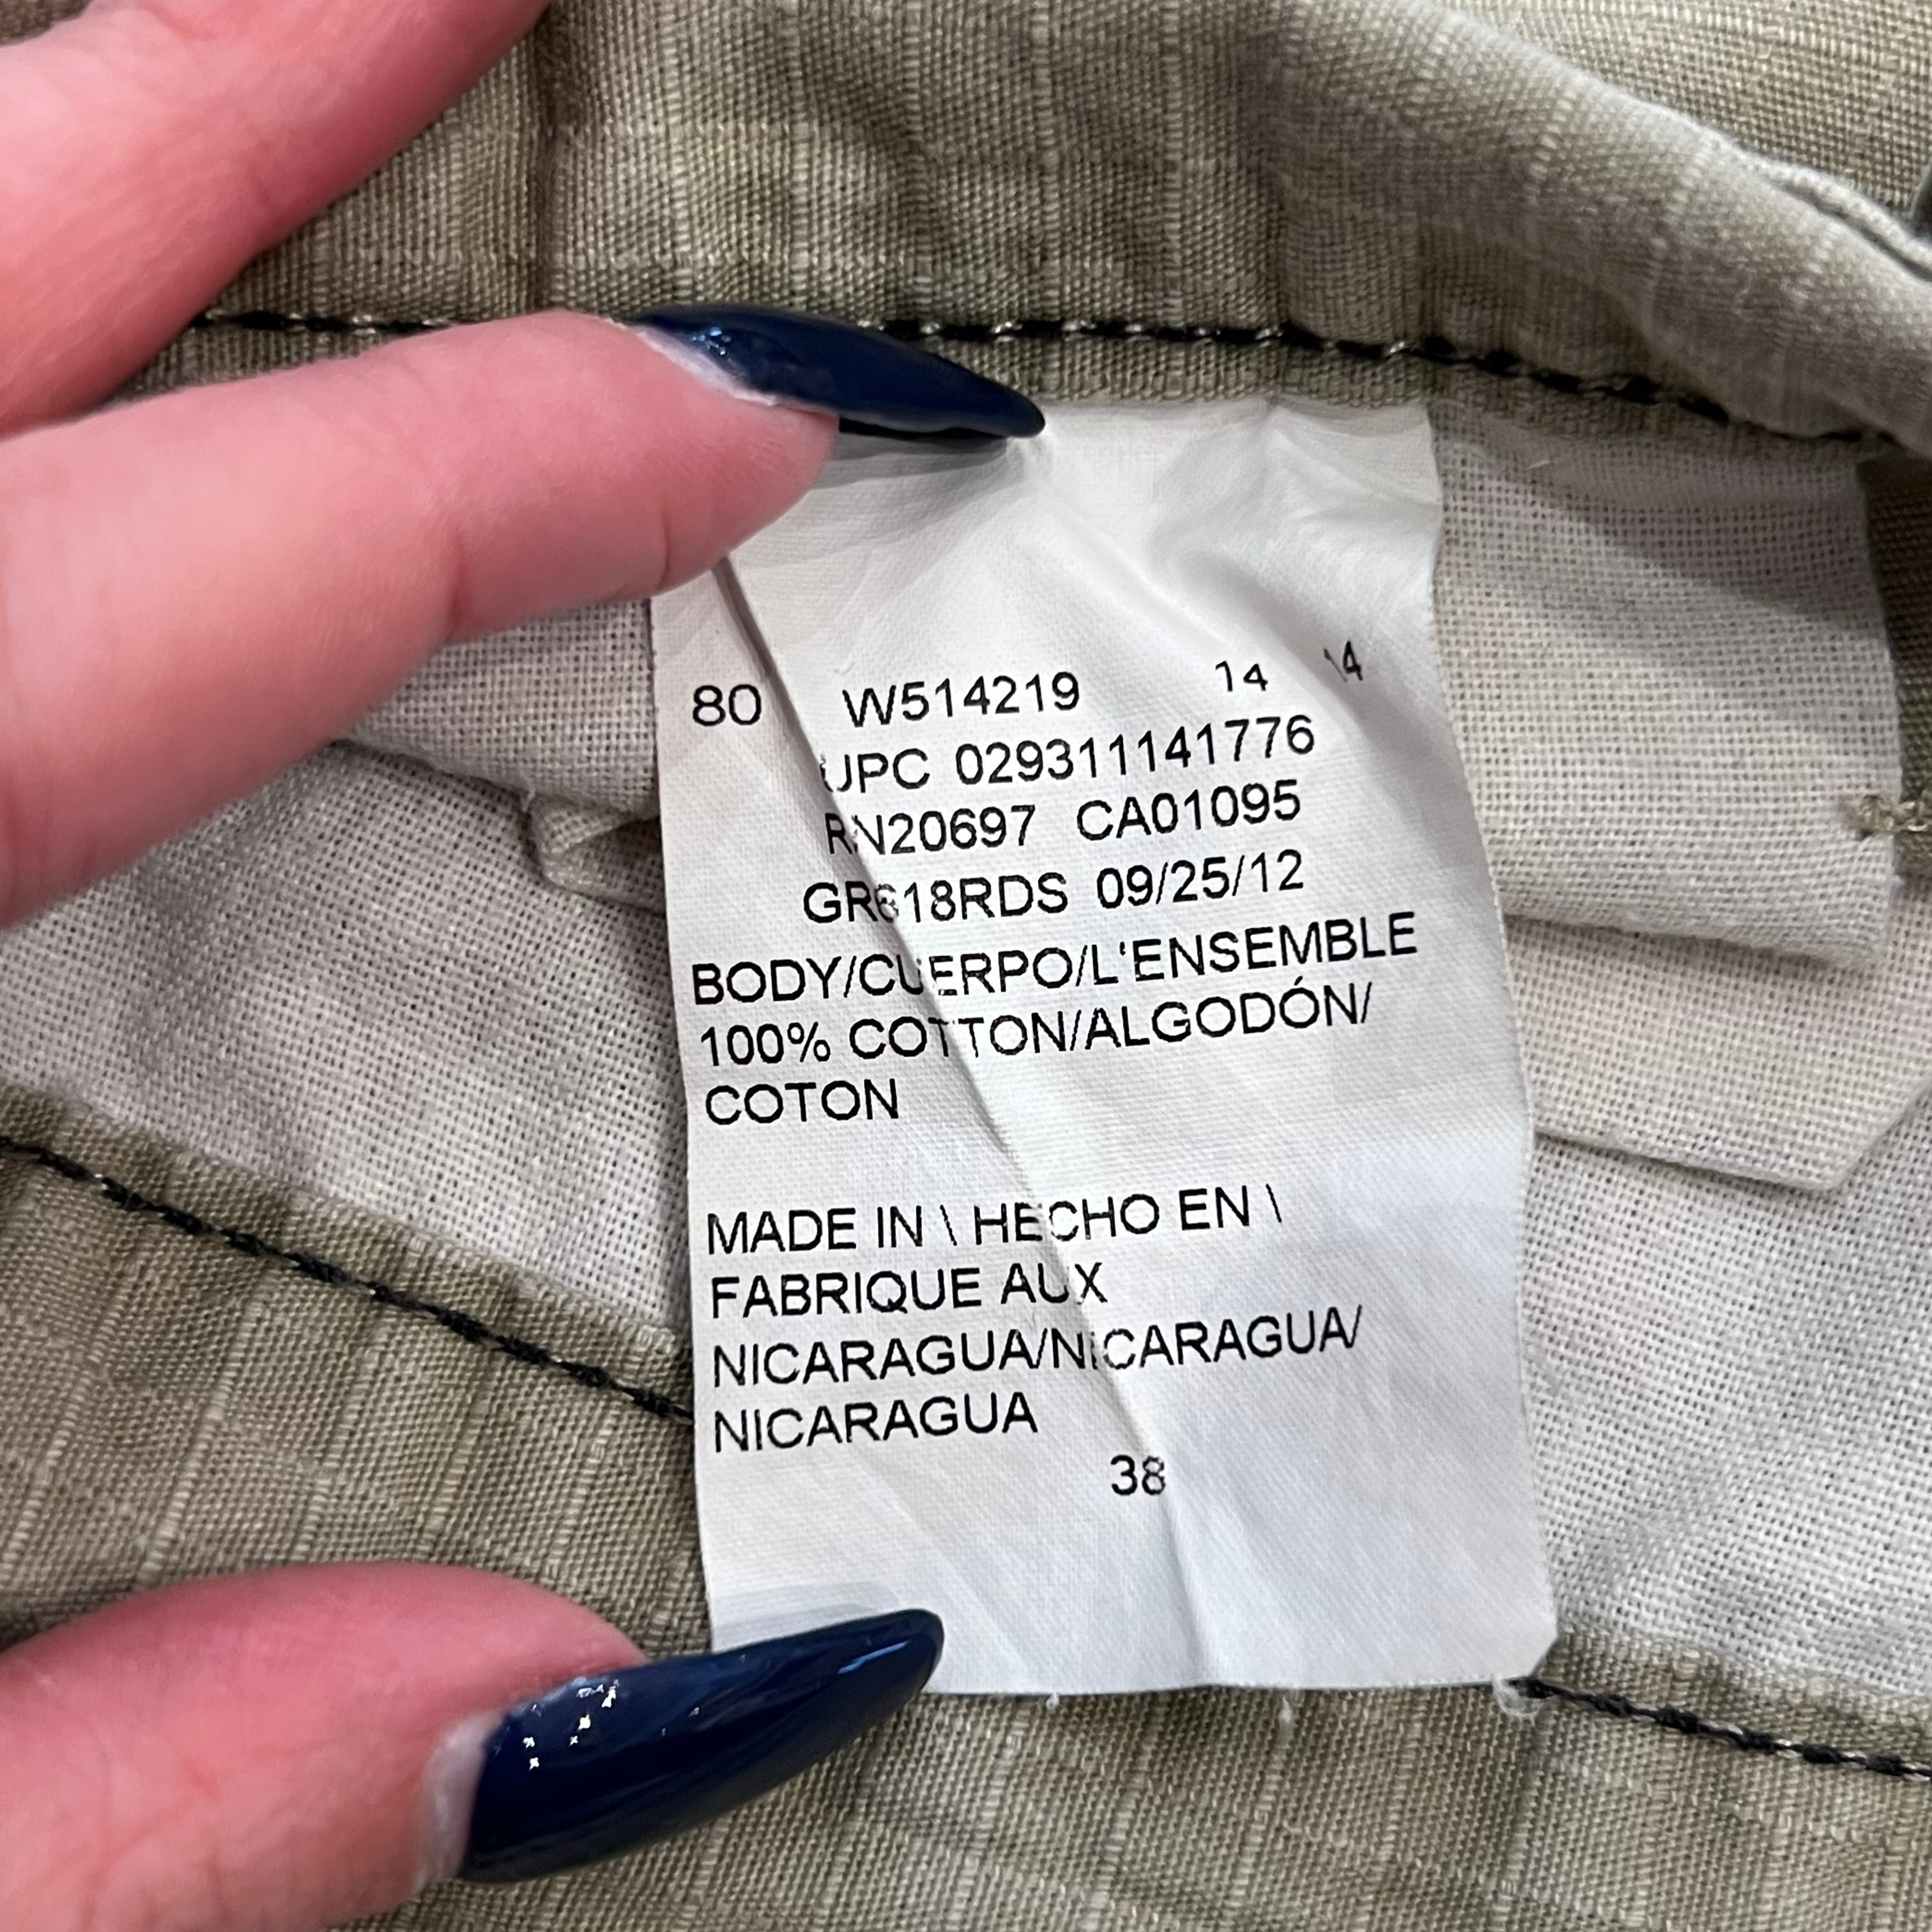 80 W514219 14 14
UPC 029311141776
RN20697 CA01095
GR618RDS 09/25/12
BODY/CUERPO/L'ENSEMBLE
100% COTTON/ALGODÓN/
COTON
MADE IN \ HECHO EN \
FABRIQUE AUX
NICARAGUA/NICARAGUA/
NICARAGUA
38